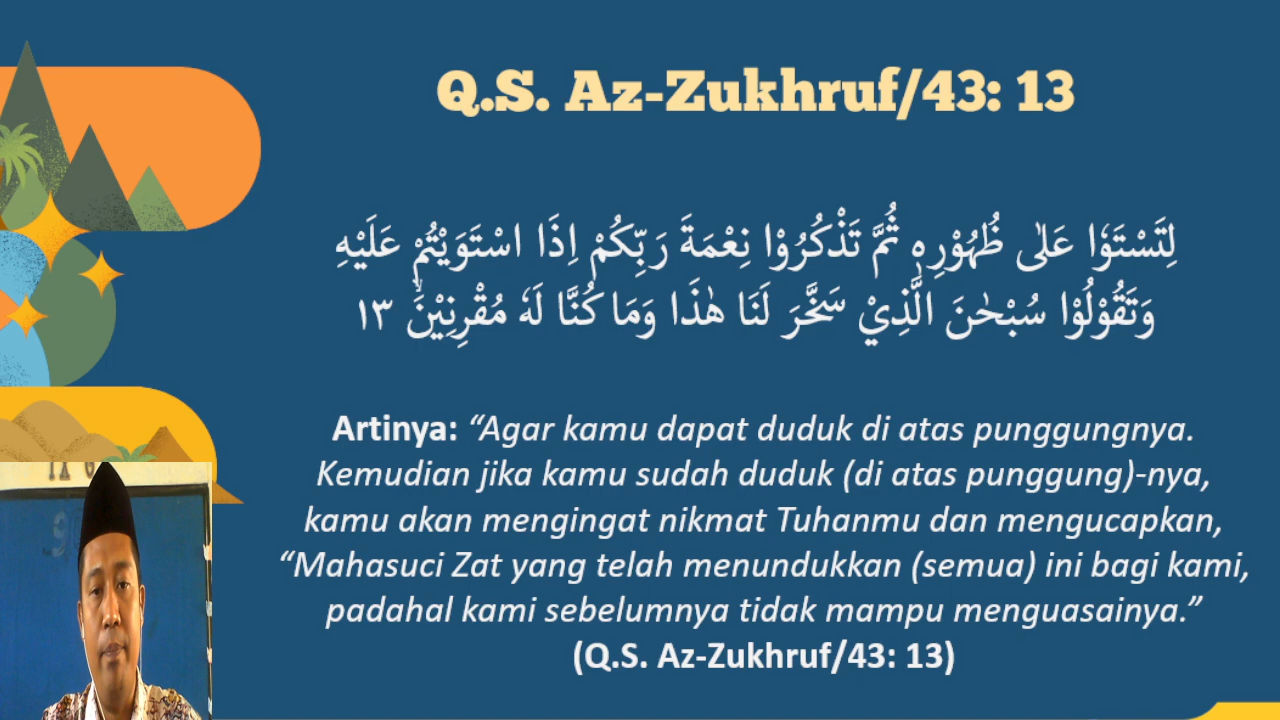 Q.S. Az-Zukhruf/43: 13
لِتَسْتَوٗا عَلٰى ظُهُوْرِهٖ ثُمَّ تَذْكُرُوْا نِعْمَةَ رَبِّكُمْ اِذَا اسْتَوَيْتُمْ عَلَيْهِ
وَتَقُوْلُوْا سُبْحٰنَ الَّذِيْ سَخَّرَ لَنَا هٰذَا وَمَا كُنَّا لَهٗ مُقْرِنِيْنَۙ ١٣
Artinya: “Agar kamu dapat duduk di atas punggungnya.
Kemudian jika kamu sudah duduk (di atas punggung)-nya,
kamu akan mengingat nikmat Tuhanmu dan mengucapkan,
“Mahasuci Zat yang telah menundukkan (semua) ini bagi kami,
padahal kami sebelumnya tidak mampu menguasainya.”
(Q.S. Az-Zukhruf/43: 13)
IX G